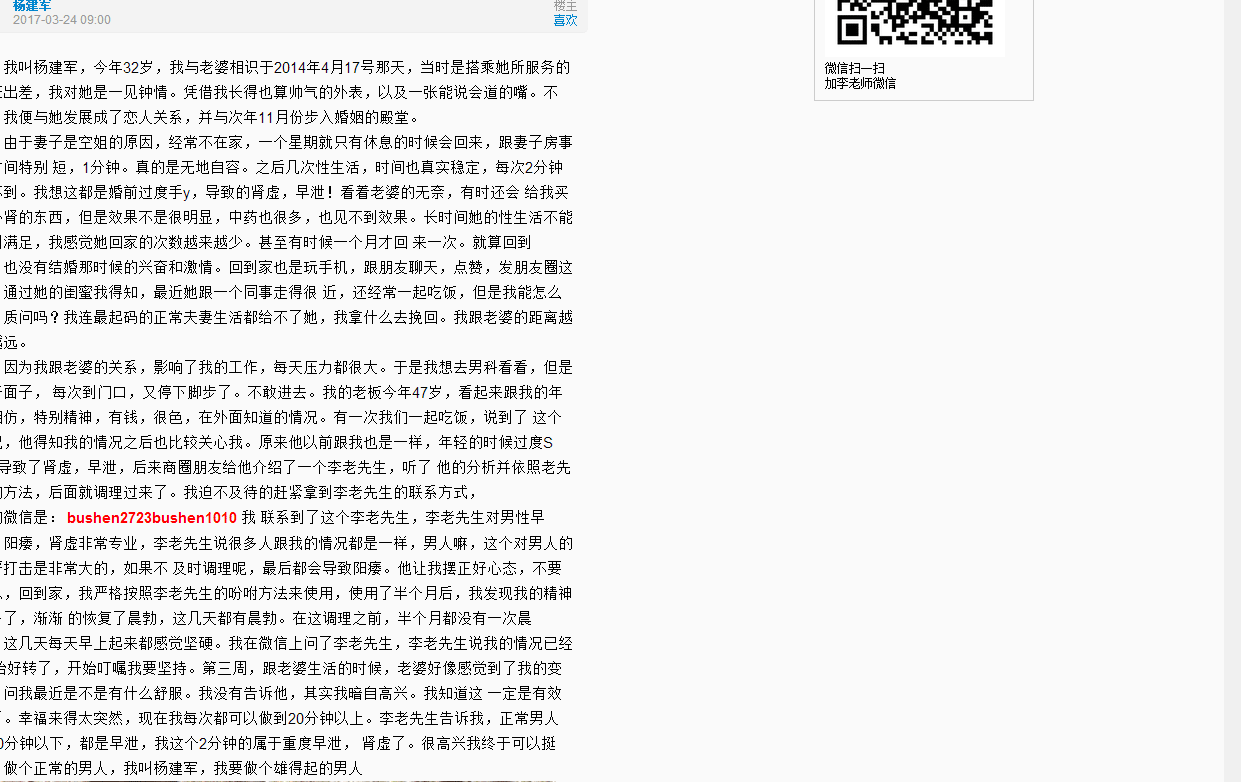 杨建军
楼主
2017-03-24 09:00
喜欢
微信扫一扫
加李老师微信
我叫杨建军，今年32岁，我与老婆相识于2014年4月17号那天，当时是搭乘她所服务的
出差，我对她是一见钟情。凭借我长得也算帅气的外表，以及一张能说会道的嘴。不
我便与她发展成了恋人关系，并与次年11月份步入婚姻的殿堂。
由于妻子是空姐的原因，经常不在家，一个星期就只有休息的时候会回来，跟妻子房事
间特别 短，1分钟。真的是无地自容。之后几次性生活，时间也真实稳定，每次2分钟
到。我想这都是婚前过度手y，导致的肾虚，早泄！看着老婆的无奈，有时还会 给我买
肾的东西，但是效果不是很明显，中药也很多，也见不到效果。长时间她的性生活不能
满足，我感觉她回家的次数越来越少。甚至有时候一个月才回 来一次。就算回到
也没有结婚那时候的兴奋和激情。回到家也是玩手机，跟朋友聊天，点赞，发朋友圈这
通过她的闺蜜我得知，最近她跟一个同事走得很 近，还经常一起吃饭，但是我能怎么
质问吗？我连最起码的正常夫妻生活都给不了她，我拿什么去挽回。我跟老婆的距离越
远。
因为我跟老婆的关系，影响了我的工作，每天压力都很大。于是我想去男科看看，但是
面子， 每次到门口，又停下脚步了。不敢进去。我的老板今年47岁，看起来跟我的年
相仿，特别精神，有钱，很色，在外面知道的情况。有一次我们一起吃饭，说到了 这个
，他得知我的情况之后也比较关心我。原来他以前跟我也是一样，年轻的时候过度S
导致了肾虚，早泄，后来商圈朋友给他介绍了一个李老先生，听了 他的分析并依照老先
的方法，后面就调理过来了。我迫不及待的赶紧拿到李老先生的联系方式，
的微信是： bushen2723bushen1010 我 联系到了这个李老先生，李老先生对男性早
阳痿，肾虚非常专业，李老先生说很多人跟我的情况都是一样，男人嘛，这个对男人的
打击是非常大的，如果不 及时调理呢，最后都会导致阳痿。他让我摆正好心态，不要
，回到家，我严格按照李老先生的吩咐方法来使用，使用了半个月后，我发现我的精神
了，渐渐 的恢复了晨勃，这几天都有晨勃。在这调理之前，半个月都没有一次晨
这几天每天早上起来都感觉坚硬。我在微信上问了李老先生，李老先生说我的情况已经
始好转了，开始叮嘱我要坚持。第三周，跟老婆生活的时候，老婆好像感觉到了我的变
问我最近是不是有什么舒服。我没有告诉他，其实我暗自高兴。我知道这 一定是有效
。幸福来得太突然，现在我每次都可以做到20分钟以上。李老先生告诉我，正常男人
0分钟以下，都是早泄，我这个2分钟的属于重度早泄， 肾虚了。很高兴我终于可以挺
做个正常的男人，我叫杨建军，我要做个雄得起的男人